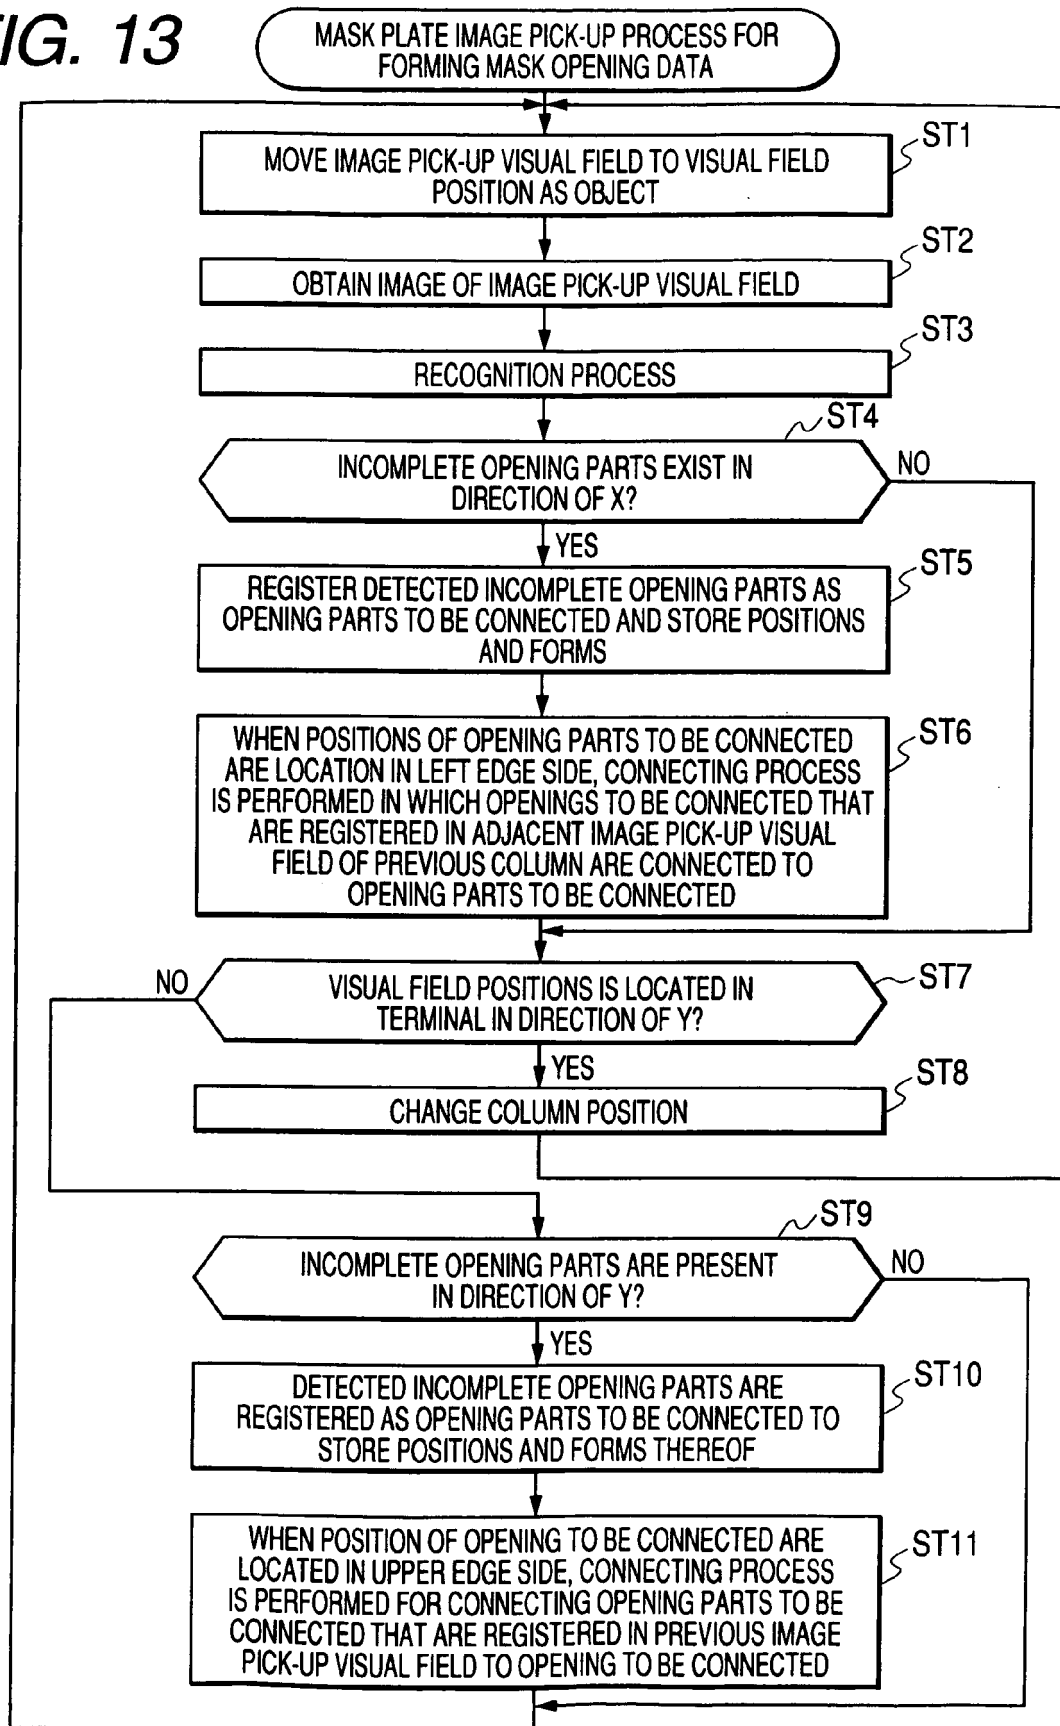 FIG. 13
MASK PLATE IMAGE PICK-UP PROCESS FOR
FORMING MASK OPENING DATA
ST1
MOVE IMAGE PICK-UP VISUAL FIELD TO VISUAL FIELD
POSITION AS OBJECT
ST2
OBTAIN IMAGE OF IMAGE PICK-UP VISUAL FIELD
ST3
RECOGNITION PROCESS
ST4
INCOMPLETE OPENING PARTS EXIST IN
DIRECTION OF X?
NO
YES
ST5
REGISTER DETECTED INCOMPLETE OPENING PARTS AS
OPENING PARTS TO BE CONNECTED AND STORE POSITIONS
AND FORMS
ST6
WHEN POSITIONS OF OPENING PARTS TO BE CONNECTED
ARE LOCATION IN LEFT EDGE SIDE, CONNECTING PROCESS
IS PERFORMED IN WHICH OPENINGS TO BE CONNECTED THAT
ARE REGISTERED IN ADJACENT IMAGE PICK-UP VISUAL
FIELD OF PREVIOUS COLUMN ARE CONNECTED TO
OPENING PARTS TO BE CONNECTED
NO
ST7
VISUAL FIELD POSITIONS IS LOCATED IN
TERMINAL IN DIRECTION OF Y?
YES
ST8
CHANGE COLUMN POSITION
ST9
INCOMPLETE OPENING PARTS ARE PRESENT
IN DIRECTION OF Y?
NO
YES
ST10
DETECTED INCOMPLETE OPENING PARTS ARE
REGISTERED AS OPENING PARTS TO BE CONNECTED TO
STORE POSITIONS AND FORMS THEREOF
ST11
WHEN POSITION OF OPENING TO BE CONNECTED ARE
LOCATED IN UPPER EDGE SIDE, CONNECTING PROCESS
IS PERFORMED FOR CONNECTING OPENING PARTS TO BE
CONNECTED THAT ARE REGISTERED IN PREVIOUS IMAGE
PICK-UP VISUAL FIELD TO OPENING TO BE CONNECTED